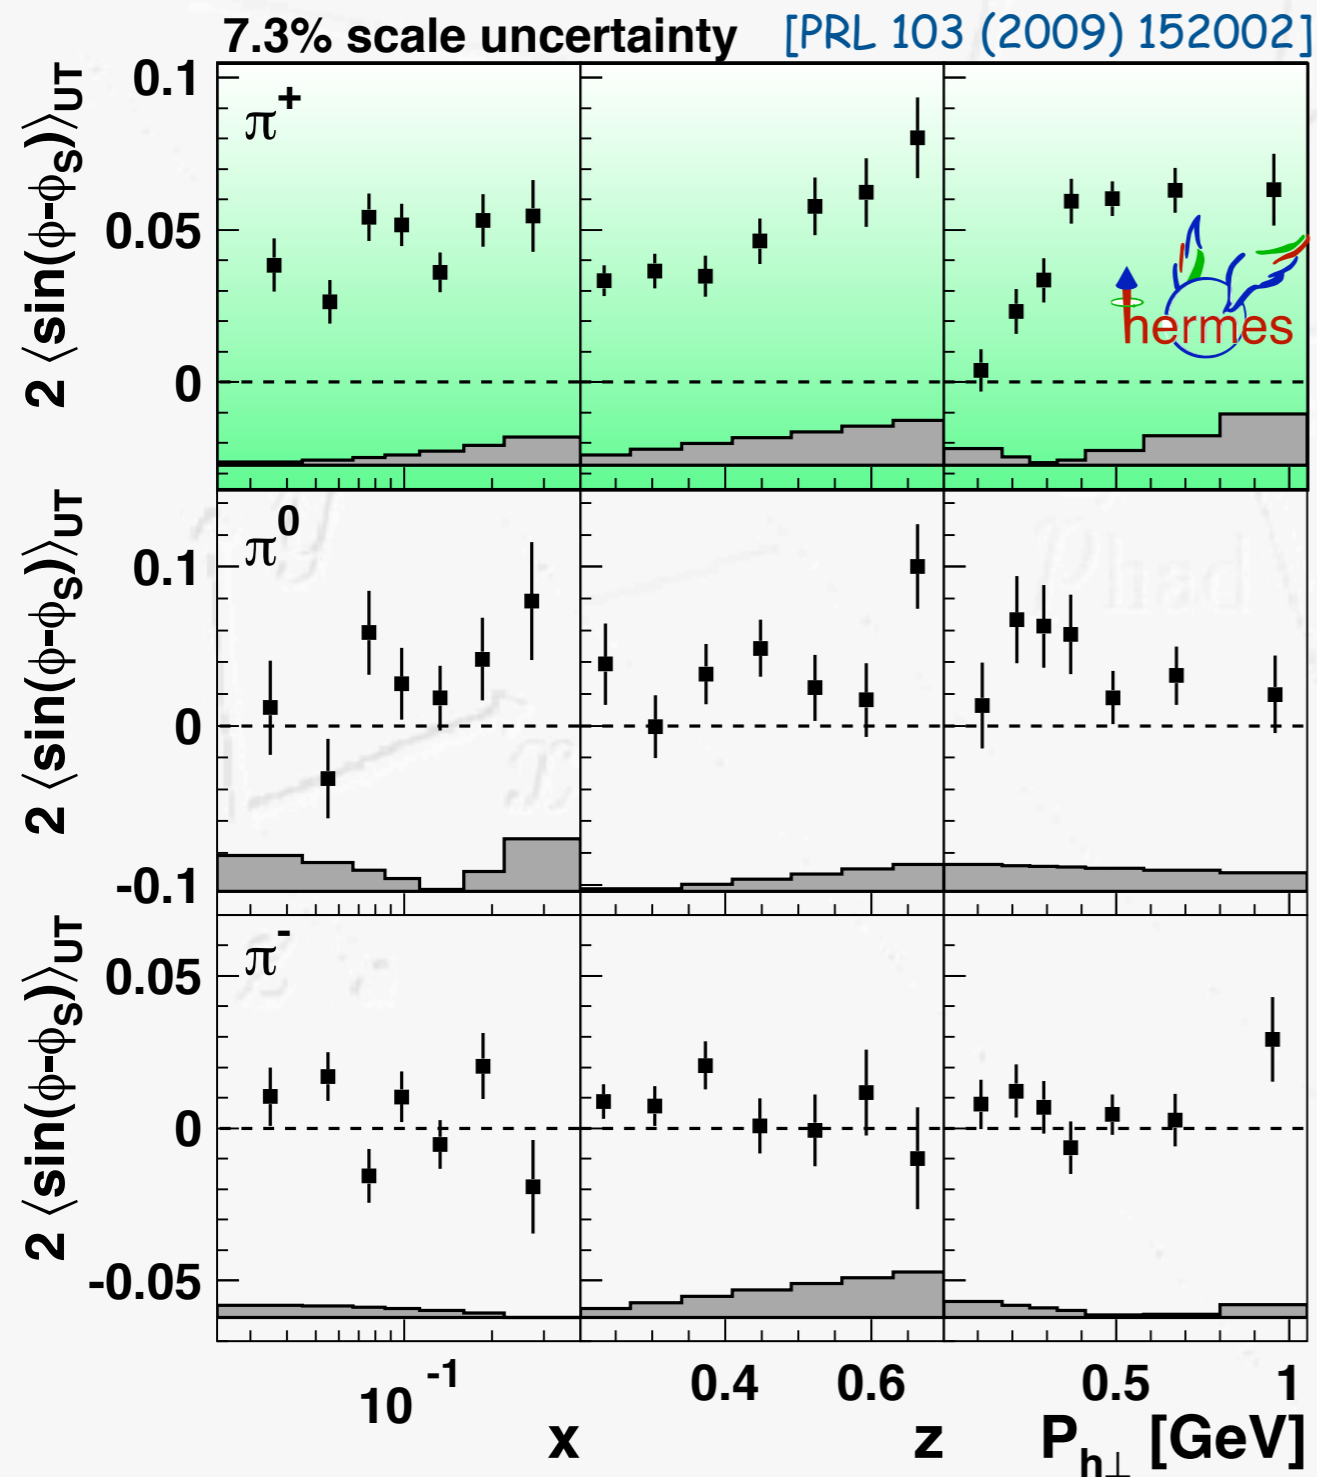 7.3% scale uncertainty [PRL 103 (2009) 152002]
2 ⟨sin(ϕ-ϕS)⟩UT
0.1
0.05
0
π+
hermes
2 ⟨sin(ϕ-ϕS)⟩UT
0.1
0
-0.1
π0
2 ⟨sin(ϕ-ϕS)⟩UT
0.05
0
-0.05
π-
10-1 0.4 0.6 0.5 1
x z Ph⊥ [GeV]